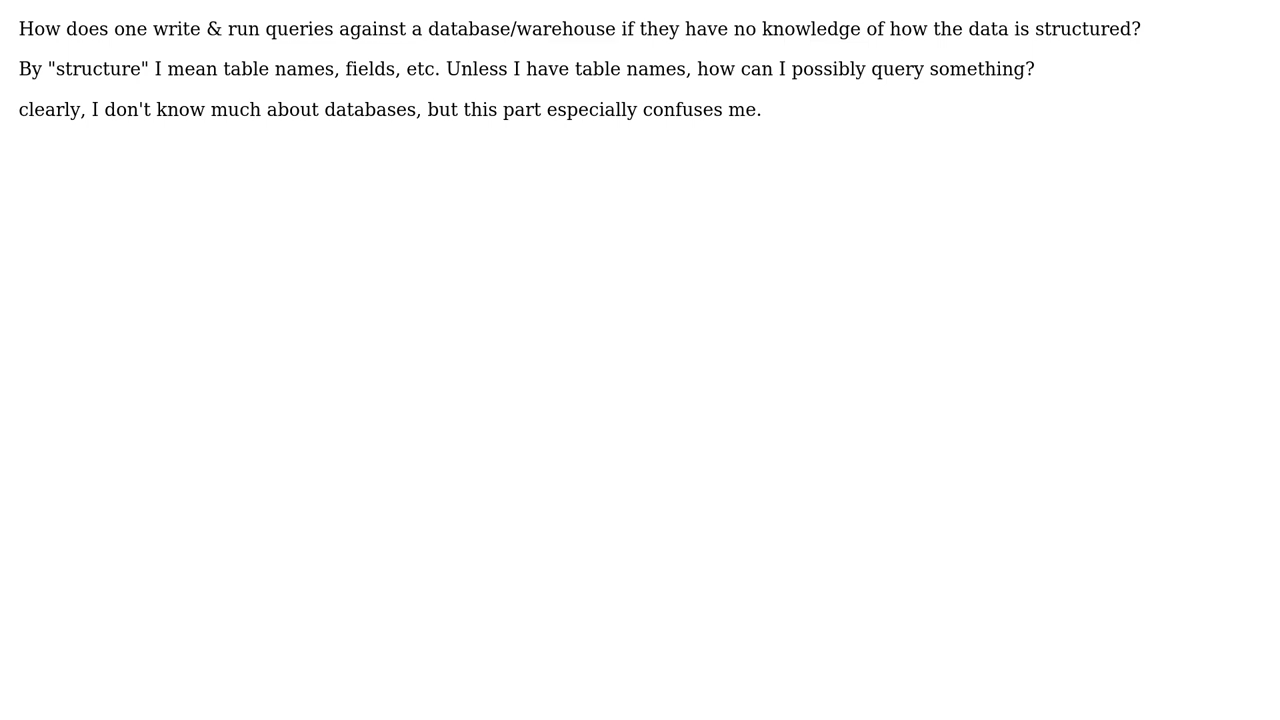 How does one write & run queries against a database/warehouse if they have no knowledge of how the data is structured?
By "structure" I mean table names, fields, etc. Unless I have table names, how can I possibly query something?
clearly, I don't know much about databases, but this part especially confuses me.